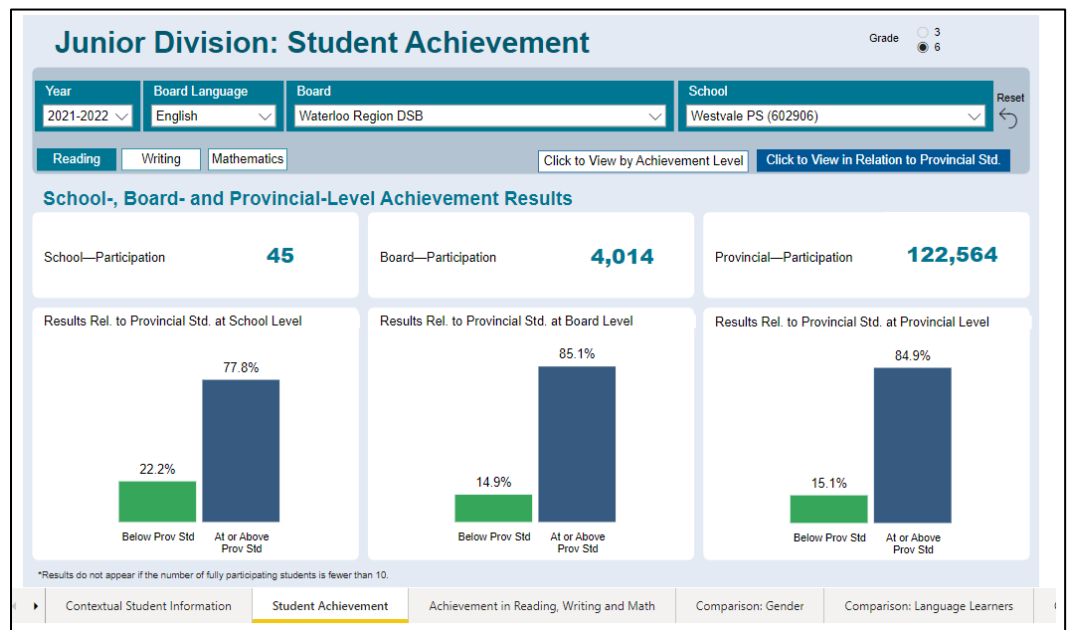 Junior Division: Student Achievement
Grade
3
6
Year
Board Language
Board
School
Reset
2021-2022
English
Waterloo Region DSB
Westvale PS (602906)
Reading
Writing
Mathematics
Click to View by Achievement Level
Click to View in Relation to Provincial Std.
School-, Board- and Provincial-Level Achievement Results
School—Participation
45
Board—Participation
4,014
Provincial—Participation
122,564
Results Rel. to Provincial Std. at School Level
77.8%
22.2%
Below Prov Std
At or Above
Prov Std
Results Rel. to Provincial Std. at Board Level
85.1%
14.9%
Below Prov Std
At or Above
Prov Std
Results Rel. to Provincial Std. at Provincial Level
84.9%
15.1%
Below Prov Std
At or Above
Prov Std
*Results do not appear if the number of fully participating students is fewer than 10.
Contextual Student Information
Student Achievement
Achievement in Reading, Writing and Math
Comparison: Gender
Comparison: Language Learners